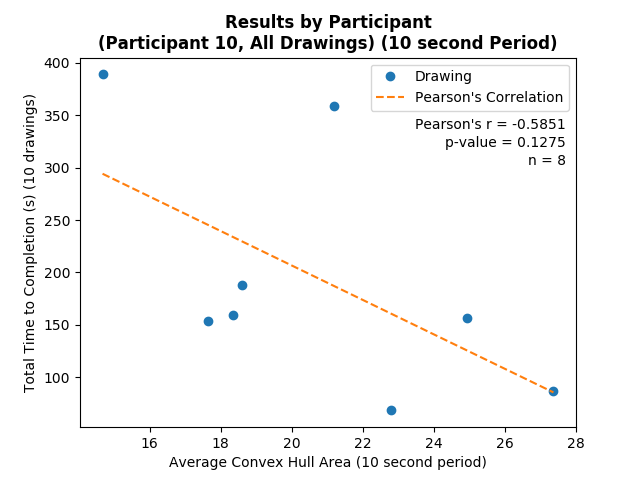 Results by Participant
(Participant 10, All Drawings) (10 second Period)
Drawing
Pearson's Correlation
Pearson's r = -0.5851
p-value = 0.1275
n = 8
Total Time to Completion (s) (10 drawings)
400
350
300
250
200
150
100
16 18 20 22 24 26 28
Average Convex Hull Area (10 second period)